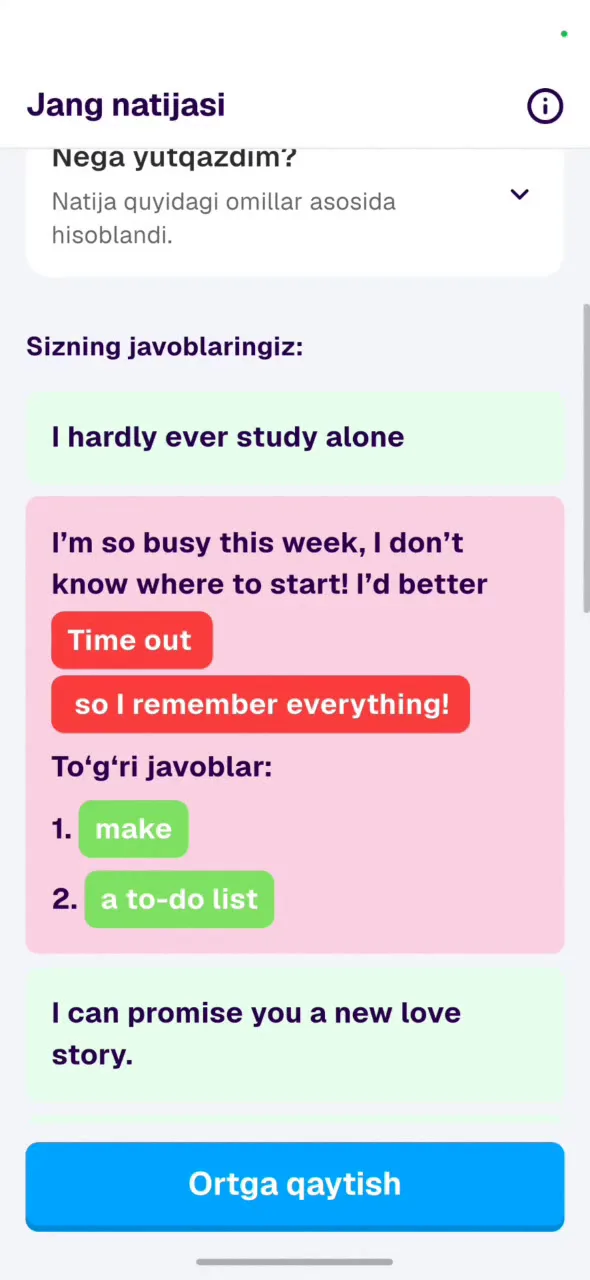 Jang natijasi
Nega yutqazdim?
Natija quyidagi omillar asosida
hisoblandi.
Sizning javoblaringiz:
I hardly ever study alone
I’m so busy this week, I don’t
know where to start! I’d better
Time out
so I remember everything!
To‘g‘ri javoblar:
1. make
2. a to-do list
I can promise you a new love
story.
Ortga qaytish